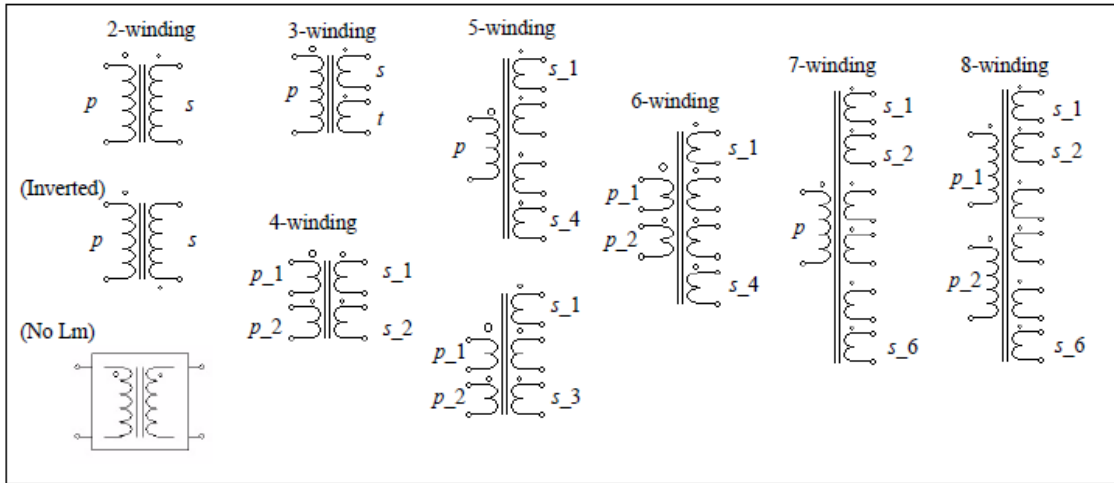 2-winding
p
s
(Inverted)
p
s
(No Lm)
3-winding
p
s
t
4-winding
p_1
s_1
p_2
s_2
5-winding
s_1
p
s_4
s_1
p_1
p_2
s_3
6-winding
s_1
p_1
p_2
s_4
7-winding
s_1
s_2
p
s_6
8-winding
s_1
s_2
p_1
p_2
s_6